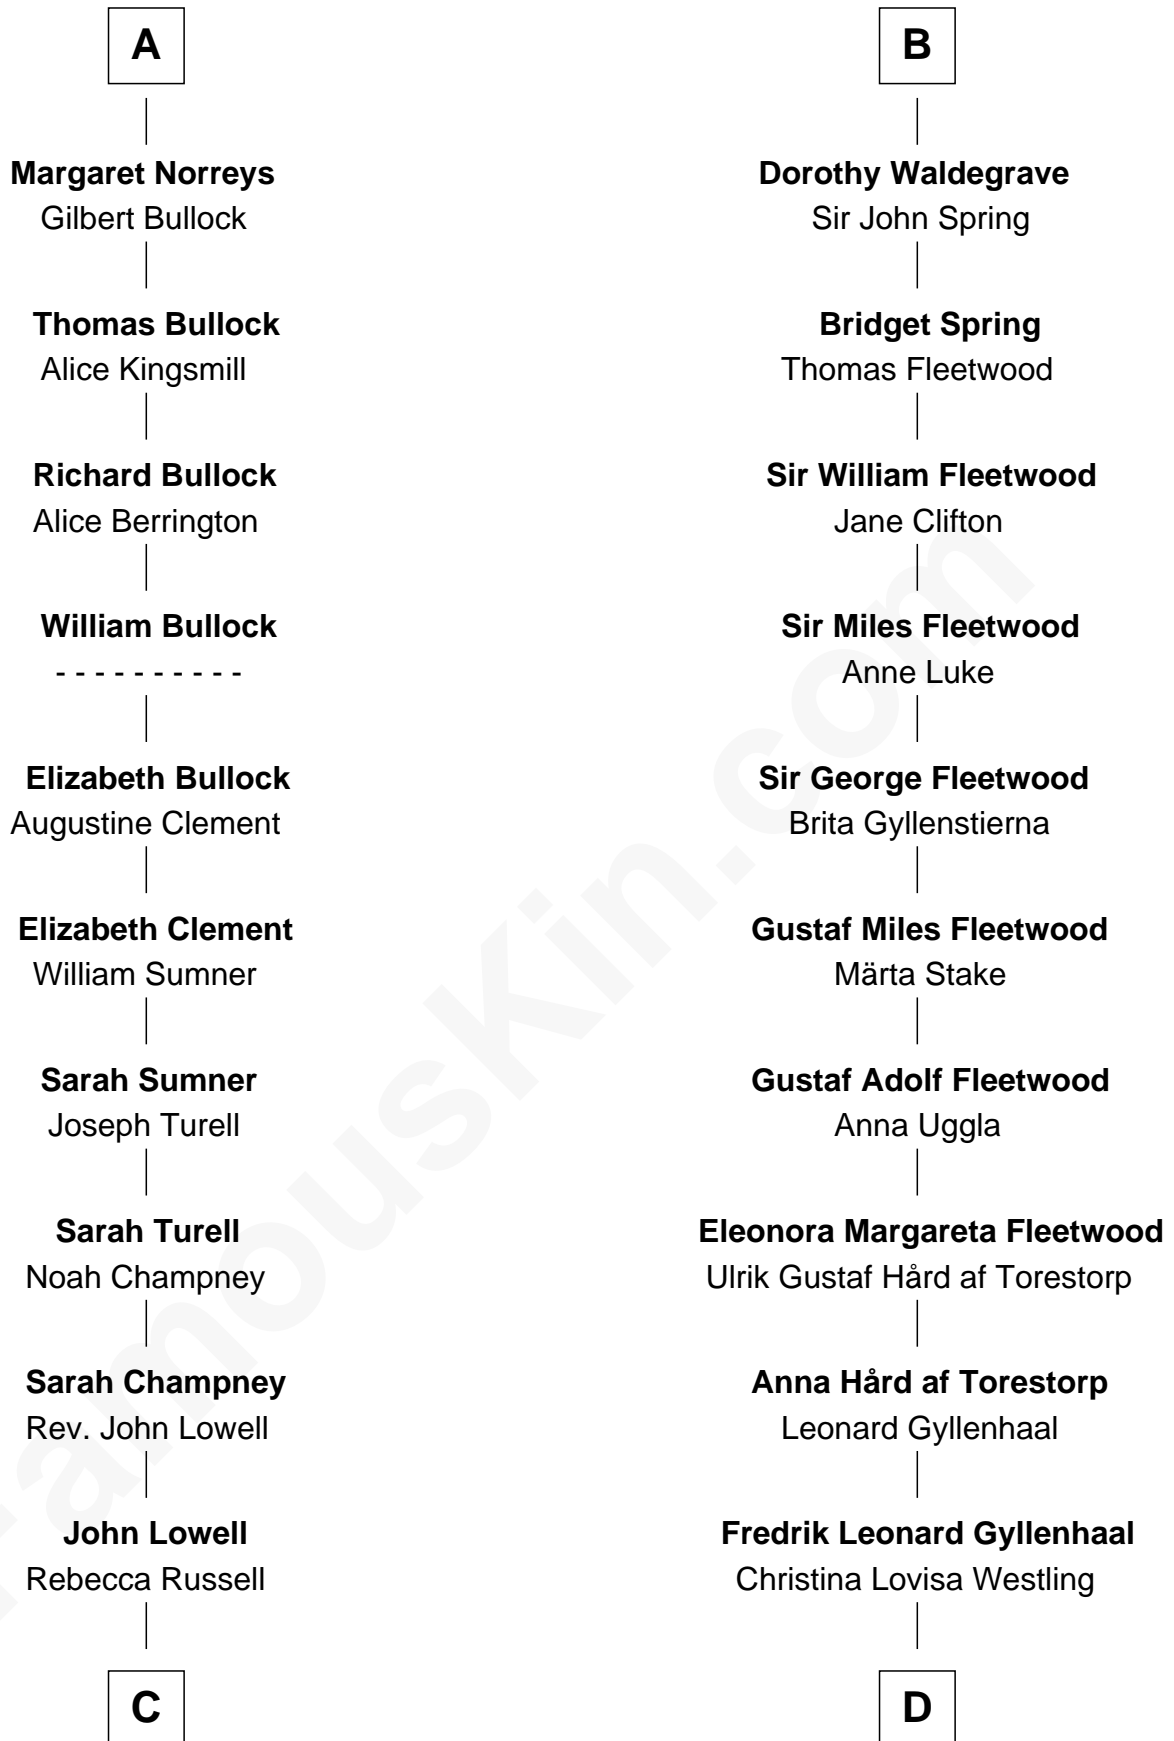 A
Margaret Norreys
Gilbert Bullock
Thomas Bullock
Alice Kingsmill
Richard Bullock
Alice Berrington
William Bullock
- - - - - - - - - -
Elizabeth Bullock
Augustine Clement
Elizabeth Clement
William Sumner
Sarah Sumner
Joseph Turell
Sarah Turell
Noah Champney
Sarah Champney
Rev. John Lowell
John Lowell
Rebecca Russell
C
B
Dorothy Waldegrave
Sir John Spring
Bridget Spring
Thomas Fleetwood
Sir William Fleetwood
Jane Clifton
Sir Miles Fleetwood
Anne Luke
Sir George Fleetwood
Brita Gyllenstierna
Gustaf Miles Fleetwood
Märta Stake
Gustaf Adolf Fleetwood
Anna Uggla
Eleonora Margareta Fleetwood
Ulrik Gustaf Hård af Torestorp
Anna Hård af Torestorp
Leonard Gyllenhaal
Fredrik Leonard Gyllenhaal
Christina Lovisa Westling
D
FamousKin.com